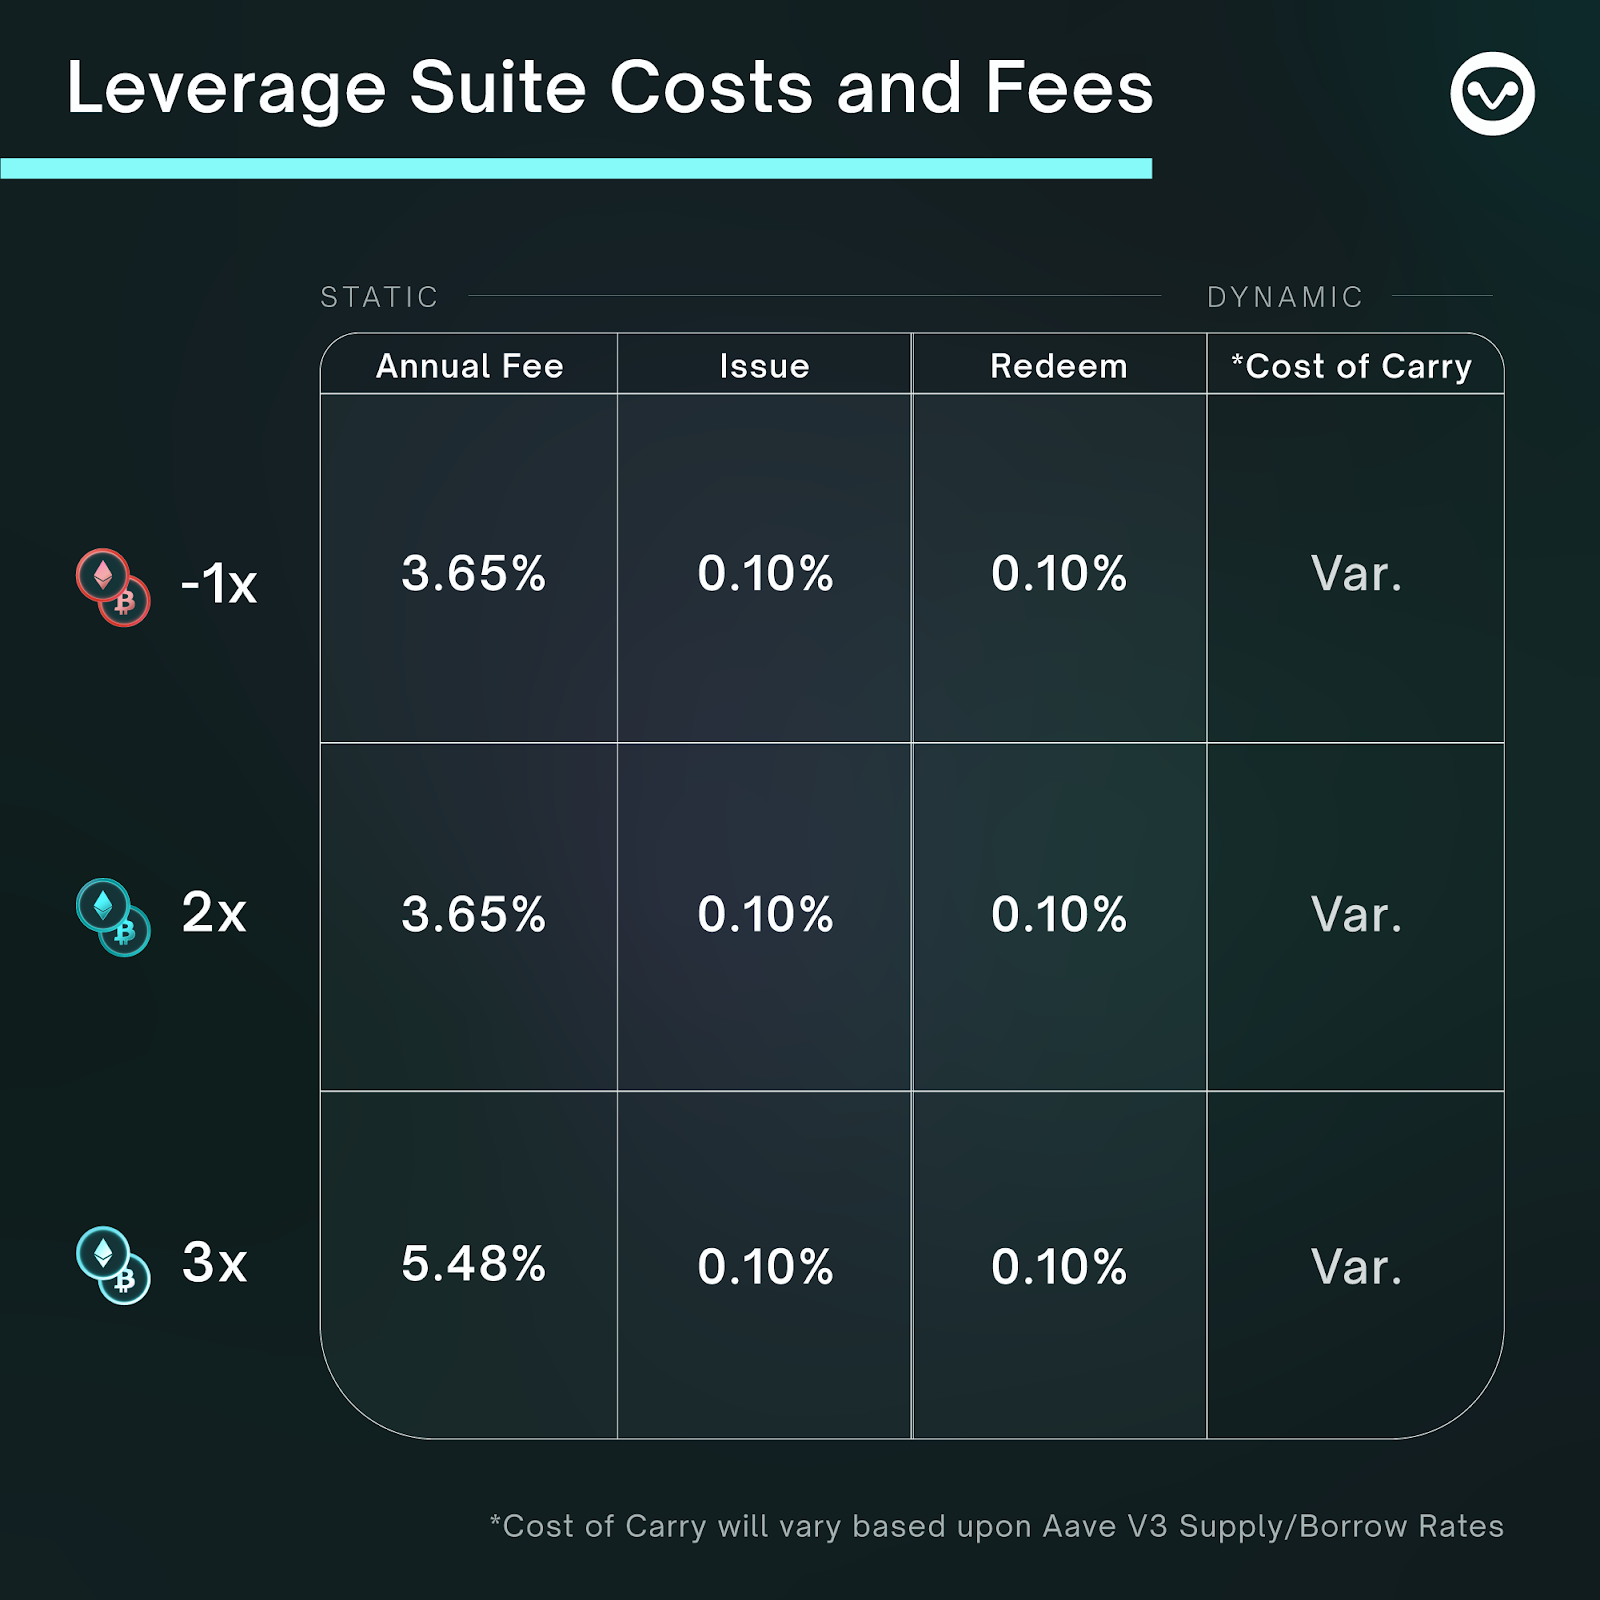 Leverage Suite Costs and Fees
STATIC DYNAMIC
Annual Fee Issue Redeem *Cost of Carry
-1x 3.65% 0.10% 0.10% Var.
2x 3.65% 0.10% 0.10% Var.
3x 5.48% 0.10% 0.10% Var.
*Cost of Carry will vary based upon Aave V3 Supply/Borrow Rates